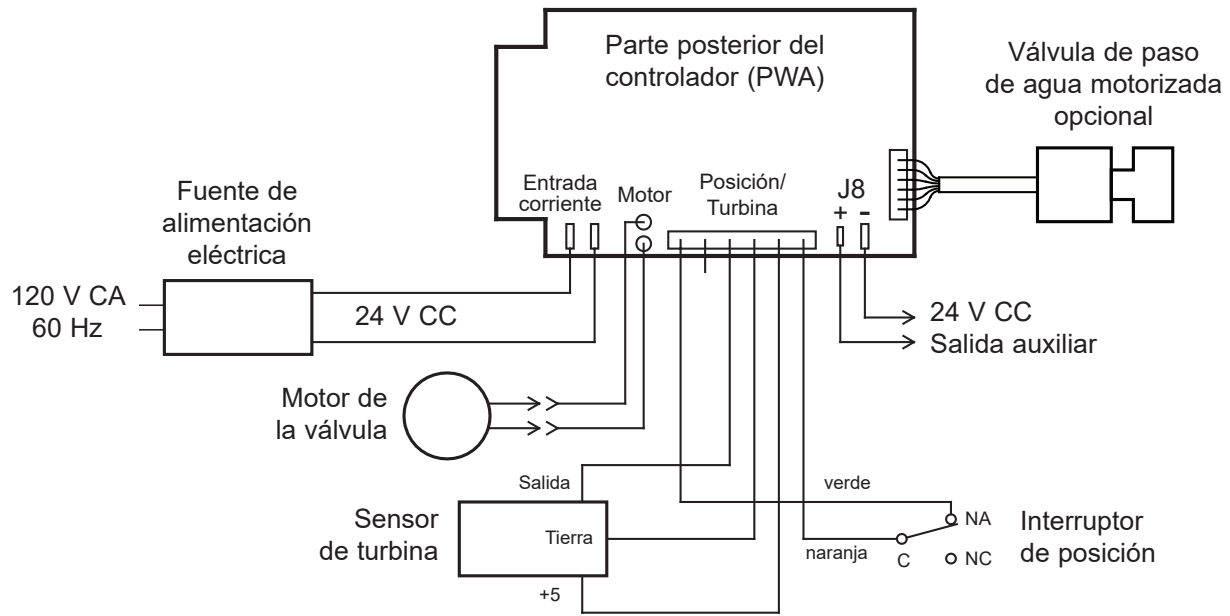 Parte posterior del
controlador (PWA)
Válvula de paso
de agua motorizada
opcional
Fuente de
alimentación
eléctrica
Entrada
corriente
Motor
Posición/
Turbina
J8
+ -
120 V CA
60 Hz
24 V CC
24 V CC
Salida auxiliar
Motor de
la válvula
Salida
verde
Sensor
de turbina
Tierra
+5
naranja
C
NA
NC
Interruptor
de posición